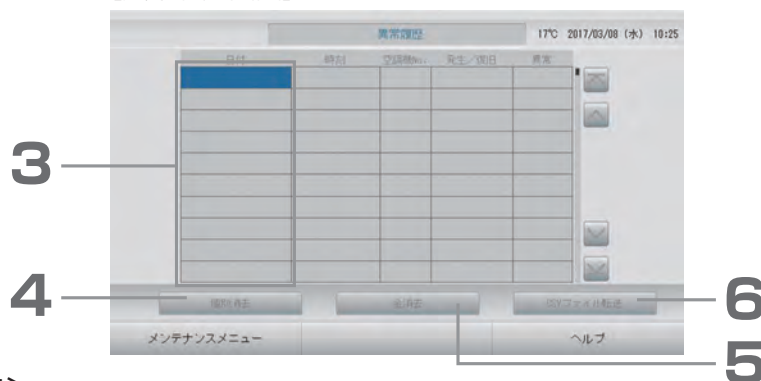 異常履歴 17℃ 2017/03/08 (水) 10:25
日付 時刻 空調機No. 発生/復旧 異常
3
4 個別消去 全消去 CSVファイル転送 6
メンテナンスメニュー ヘルプ
5